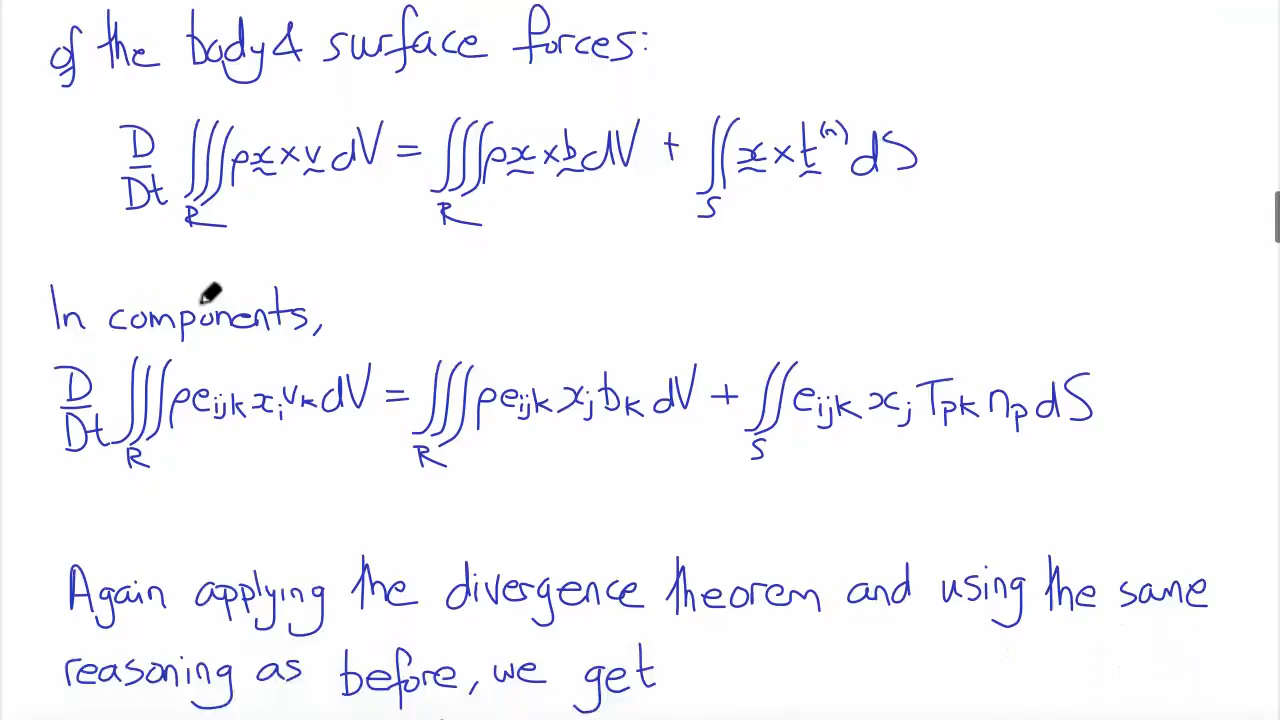 of the body & surface forces:
D/Dt ∭_R ρ x × v dV = ∭_R ρ x × b dV + ∬_S x × t^(n) dS
In components,
D/Dt ∭_R ρ e_ijk x_i v_k dV = ∭_R ρ e_ijk x_j b_k dV + ∬_S e_ijk x_j T_pk n_p dS
Again applying the divergence theorem and using the same
reasoning as before, we get